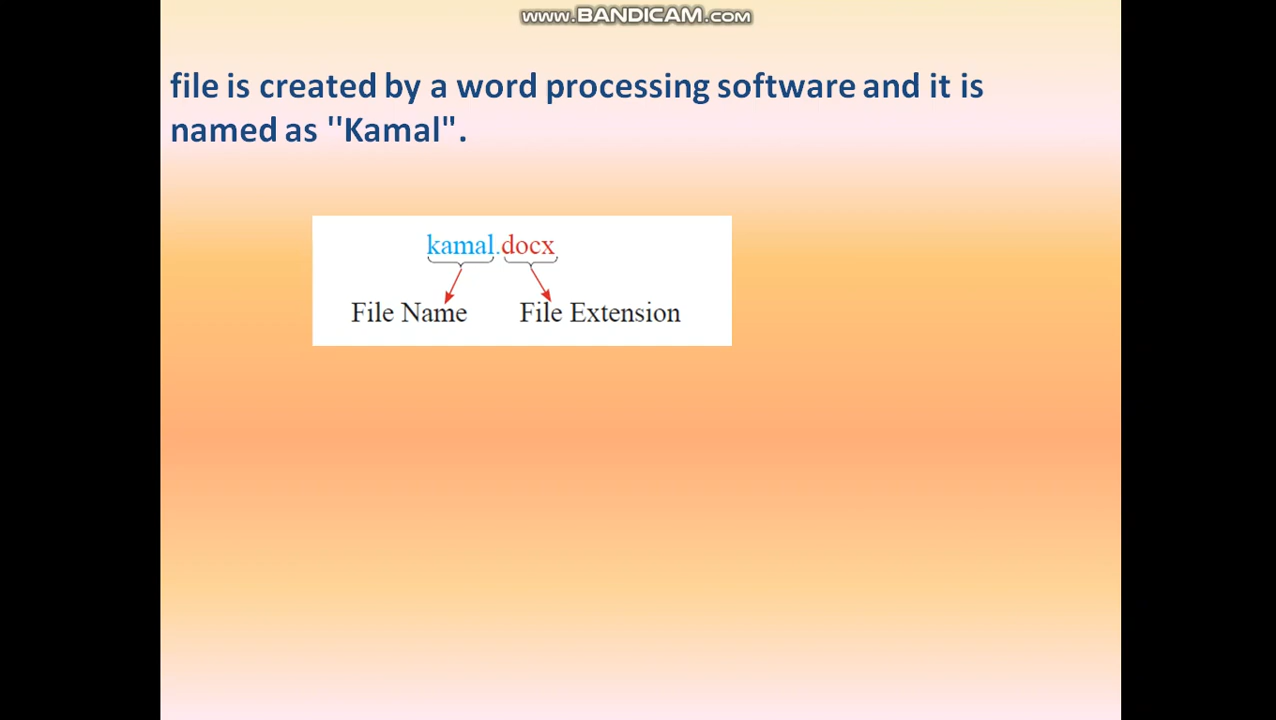 www.BANDICAM.com
file is created by a word processing software and it is
named as ''Kamal".
kamal.docx
File Name File Extension